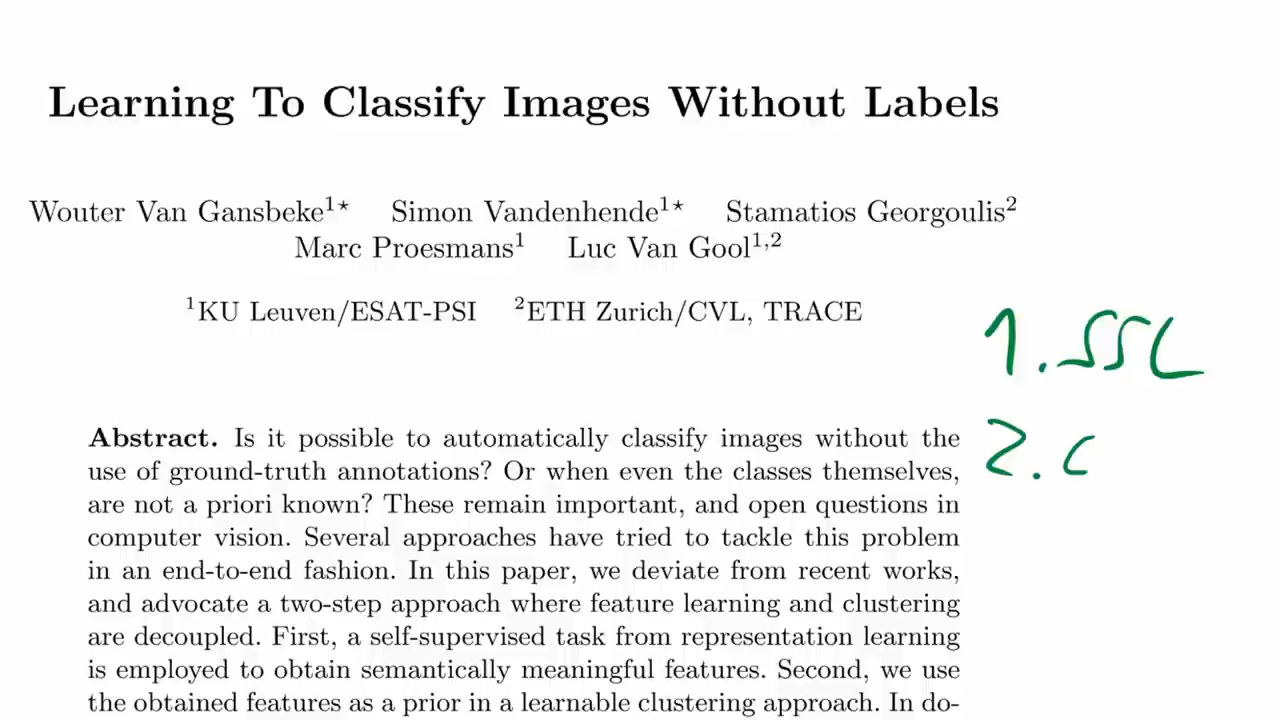 Learning To Classify Images Without Labels
Wouter Van Gansbeke¹⋆ Simon Vandenhende¹⋆ Stamatios Georgoulis²
Marc Proesmans¹ Luc Van Gool¹,²
¹KU Leuven/ESAT-PSI ²ETH Zurich/CVL, TRACE
1. SSL
2. C
Abstract. Is it possible to automatically classify images without the
use of ground-truth annotations? Or when even the classes themselves,
are not a priori known? These remain important, and open questions in
computer vision. Several approaches have tried to tackle this problem
in an end-to-end fashion. In this paper, we deviate from recent works,
and advocate a two-step approach where feature learning and clustering
are decoupled. First, a self-supervised task from representation learning
is employed to obtain semantically meaningful features. Second, we use
the obtained features as a prior in a learnable clustering approach. In do-